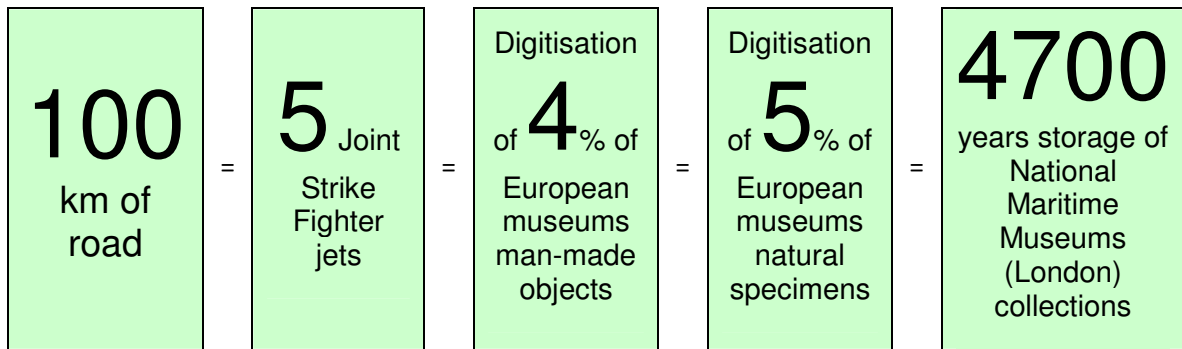 100
km of
road
=
5 Joint
Strike
Fighter
jets
=
Digitisation
of 4% of
European
museums
man-made
objects
=
Digitisation
of 5% of
European
museums
natural
specimens
=
4700
years storage of
National
Maritime
Museums
(London)
collections